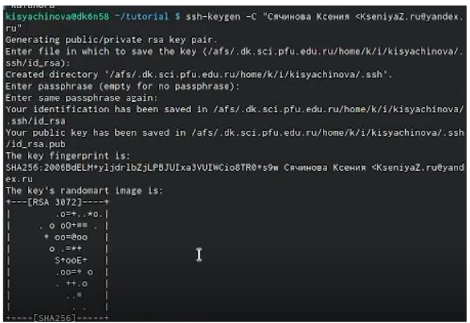 kisyachinova@dk6n58 ~/tutorial $ ssh-keygen -C "Сячинова Ксения <KseniyaZ.ru@yandex.
ru"
Generating public/private rsa key pair.
Enter file in which to save the key (/afs/.dk.sci.pfu.edu.ru/home/k/i/kisyachinova/.
ssh/id_rsa):
Created directory '/afs/.dk.sci.pfu.edu.ru/home/k/i/kisyachinova/.ssh'.
Enter passphrase (empty for no passphrase):
Enter same passphrase again:
Your identification has been saved in /afs/.dk.sci.pfu.edu.ru/home/k/i/kisyachinova/
.ssh/id_rsa
Your public key has been saved in /afs/.dk.sci.pfu.edu.ru/home/k/i/kisyachinova/.ssh
/id_rsa.pub
The key fingerprint is:
SHA256:2006BdELM+yljdrlbZjLPBJUIxa3VUIWCio8TR0+s9w Сячинова Ксения <KseniyaZ.ru@yand
ex.ru
The key's randomart image is:
+---[RSA 3072]----+
|        .o=+..*o.|
|     . o oO+== . |
|      * oo=@oo   |
|       o .=*+    |
|        S+ooE+   |
|        .oo=+ o  |
|        . ++.o   |
|          ..=    |
|           . .   |
+----[SHA256]-----+